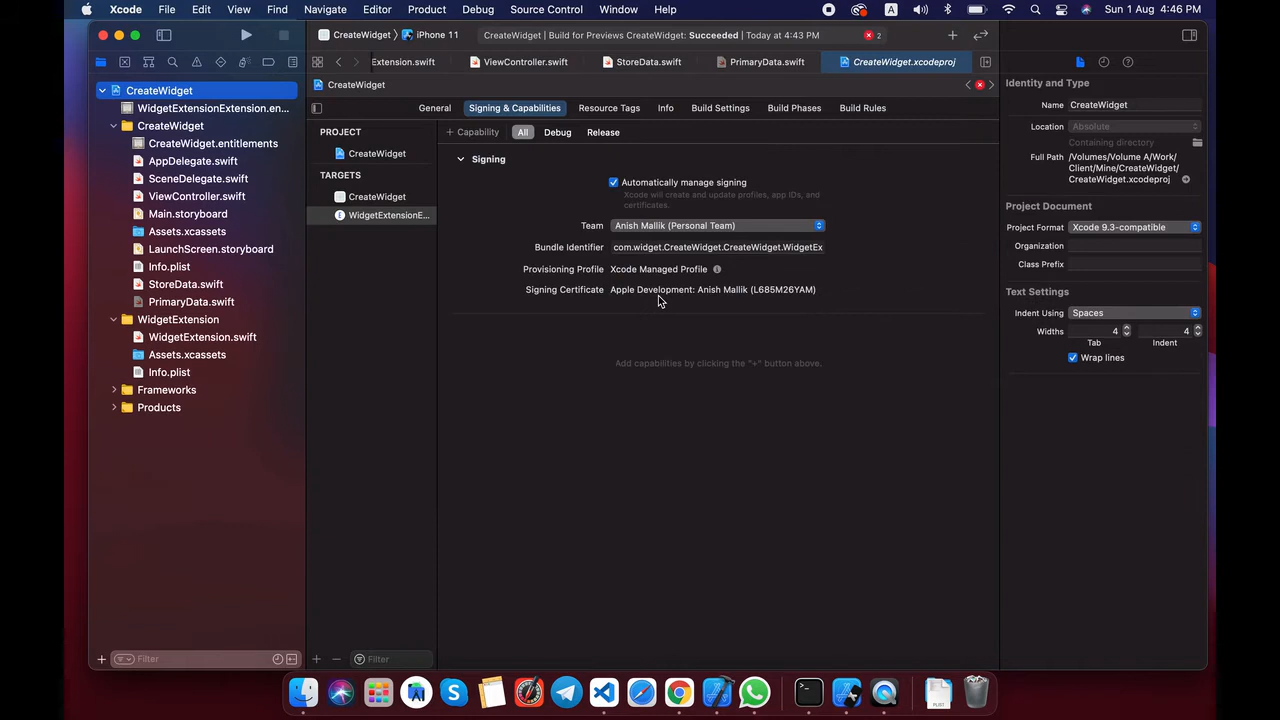 Xcode File Edit View Find Navigate Editor Product Debug Source Control Window Help A Sun 1 Aug 4:46 PM
CreateWidget iPhone 11 CreateWidget | Build for Previews CreateWidget: Succeeded | Today at 4:43 PM 2
Extension.swift ViewController.swift StoreData.swift PrimaryData.swift CreateWidget.xcodeproj
CreateWidget
WidgetExtensionExtension.en...
CreateWidget
CreateWidget.entitlements
AppDelegate.swift
SceneDelegate.swift
ViewController.swift
Main.storyboard
Assets.xcassets
LaunchScreen.storyboard
Info.plist
StoreData.swift
PrimaryData.swift
WidgetExtension
WidgetExtension.swift
Assets.xcassets
Info.plist
Frameworks
Products
Filter
CreateWidget
General Signing & Capabilities Resource Tags Info Build Settings Build Phases Build Rules
PROJECT
CreateWidget
TARGETS
CreateWidget
WidgetExtensionE...
Filter
+ Capability All Debug Release
Signing
Automatically manage signing
Xcode will create and update profiles, app IDs, and
certificates.
Team Anish Mallik (Personal Team)
Bundle Identifier com.widget.CreateWidget.CreateWidget.WidgetEx
Provisioning Profile Xcode Managed Profile
Signing Certificate Apple Development: Anish Mallik (L685M26YAM)
Add capabilities by clicking the "+" button above.
Identity and Type
Name CreateWidget
Location Absolute
Containing directory
Full Path /Volumes/Volume A/Work/
Client/Mine/CreateWidget/
CreateWidget.xcodeproj
Project Document
Project Format Xcode 9.3-compatible
Organization
Class Prefix
Text Settings
Indent Using Spaces
Widths 4 4
Tab Indent
Wrap lines
PLIST